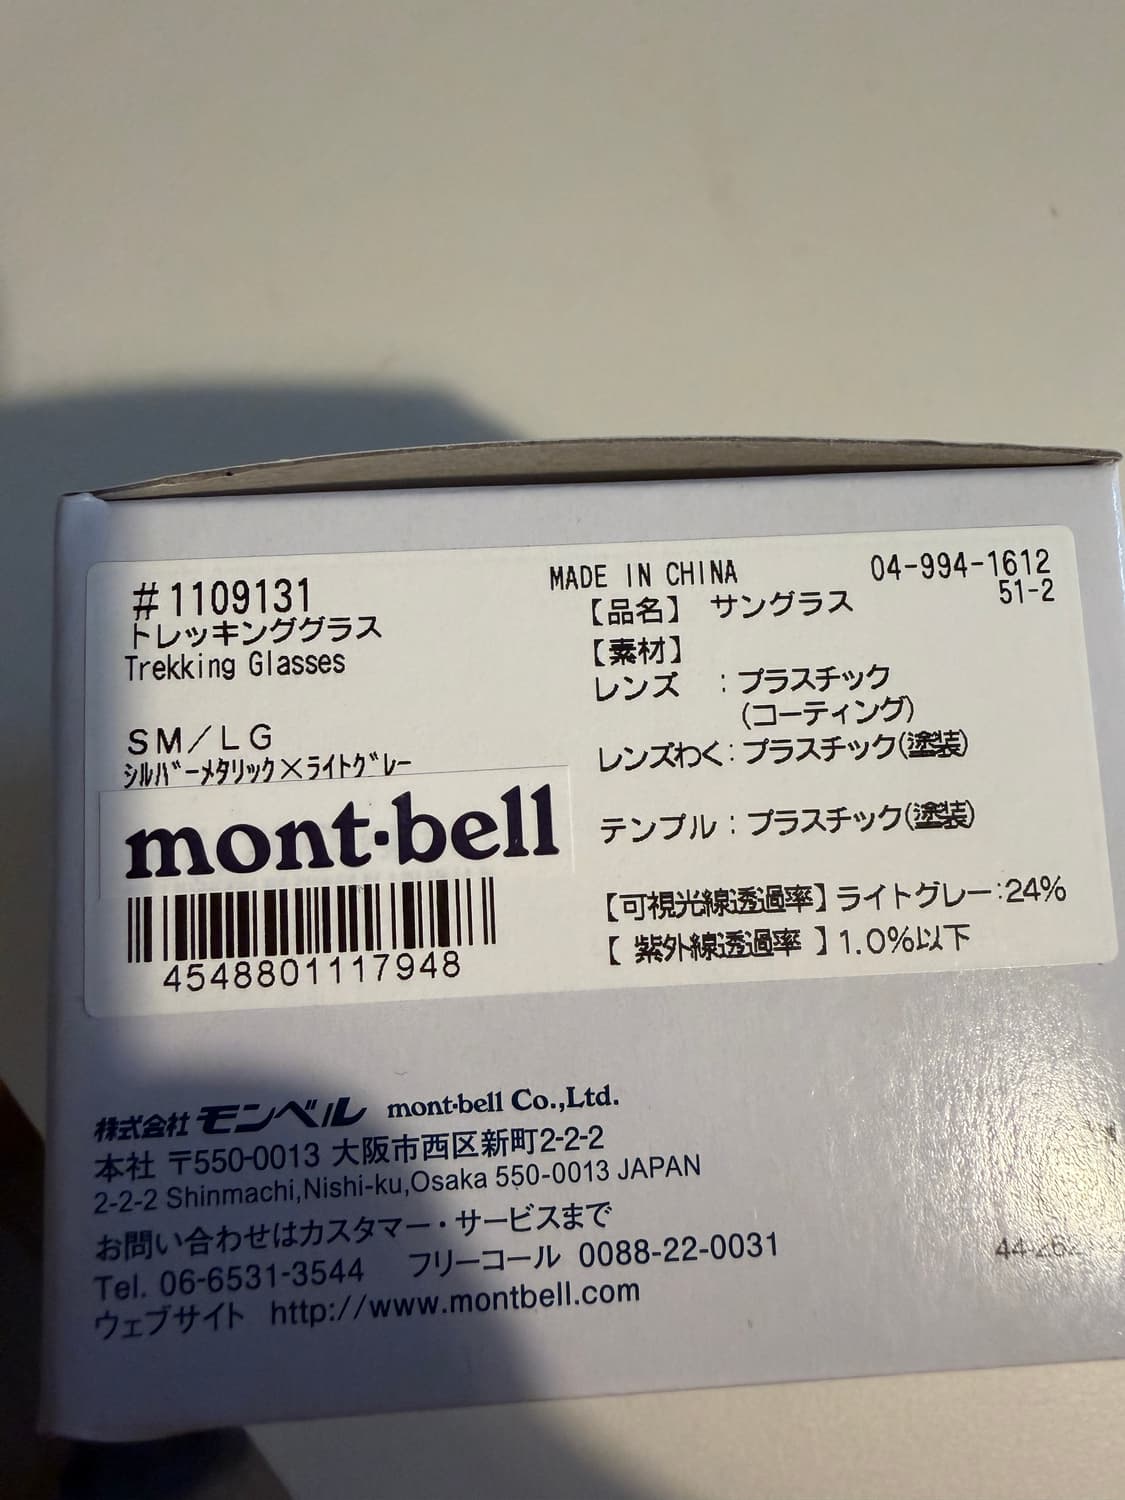 #1109131
トレッキンググラス
Trekking Glasses
SM／LG
シルバーメタリック×ライトグレー
mont·bell
4548801117948
MADE IN CHINA
04-994-1612
51-2
【品名】 サングラス
【素材】
レンズ ：プラスチック
(コーティング)
レンズわく：プラスチック(塗装)
テンプル：プラスチック(塗装)
【可視光線透過率】ライトグレー:24%
【 紫外線透過率 】1.0%以下
株式会社 モンベル mont·bell Co.,Ltd.
本社 〒550-0013 大阪市西区新町2-2-2
2-2-2 Shinmachi,Nishi-ku,Osaka 550-0013 JAPAN
お問い合わせはカスタマー・サービスまで
Tel. 06-6531-3544 フリーコール 0088-22-0031
ウェブサイト http://www.montbell.com